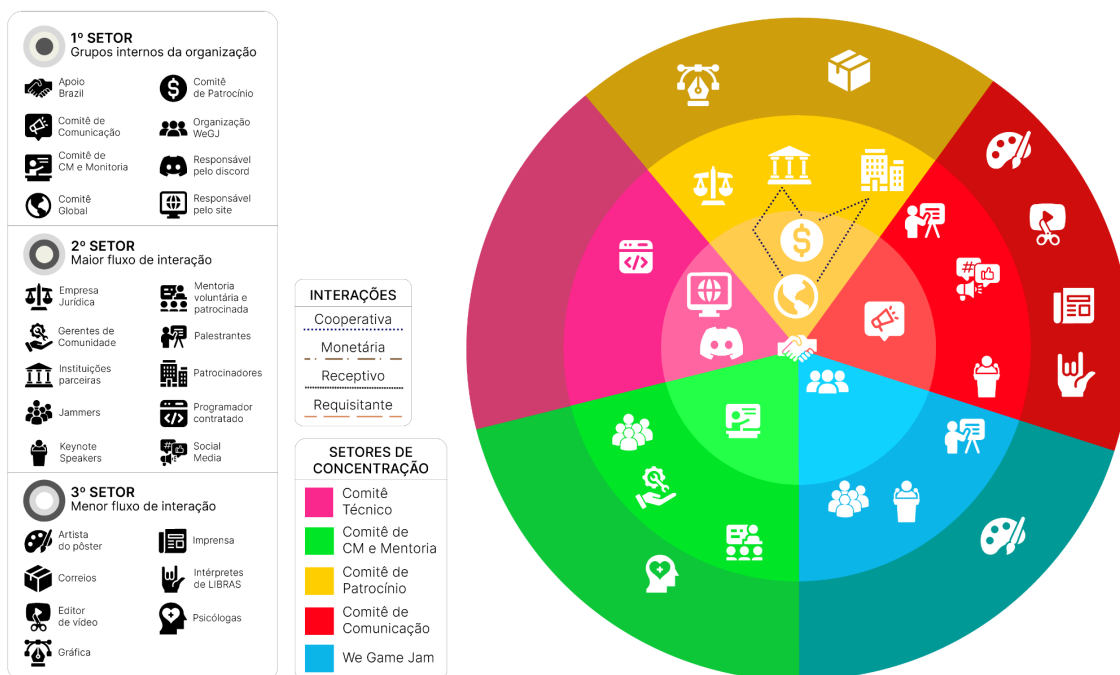 1º SETOR
Grupos internos da organização
Apoio
Brazil
Comitê
de Patrocínio
Comitê de
Comunicação
Organização
WeGJ
Comitê de
CM e Monitoria
Responsável
pelo discord
Comitê
Global
Responsável
pelo site
2º SETOR
Maior fluxo de interação
Empresa
Jurídica
Mentoria
voluntária e
patrocinada
Gerentes de
Comunidade
Palestrantes
Instituições
parceiras
Patrocinadores
Jammers
Programador
contratado
Keynote
Speakers
Social
Media
3º SETOR
Menor fluxo de interação
Artista
do pôster
Imprensa
Correios
Intérpretes
de LIBRAS
Editor
de vídeo
Psicólogas
Gráfica
INTERAÇÕES
Cooperativa
Monetária
Receptivo
Requisitante
SETORES DE
CONCENTRAÇÃO
Comitê
Técnico
Comitê de
CM e Mentoria
Comitê de
Patrocínio
Comitê de
Comunicação
We Game Jam